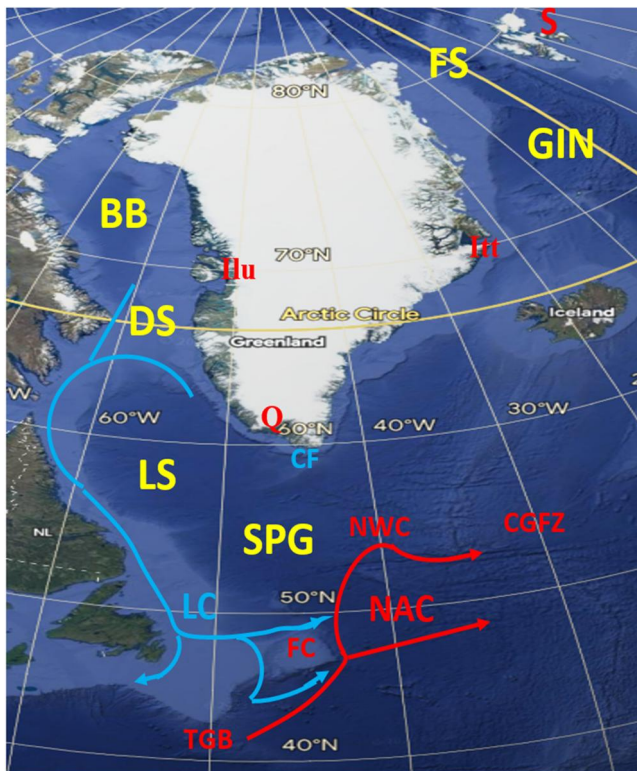 S
FS
80°N
GIN
BB
70°N
Itt
Ilu
DS
Arctic Circle
Iceland
Greenland
60°W
Q
60°N
40°W
30°W
CF
LS
NL
SPG
NWC
CGFZ
LC
50°N
NAC
FC
TGB
40°N